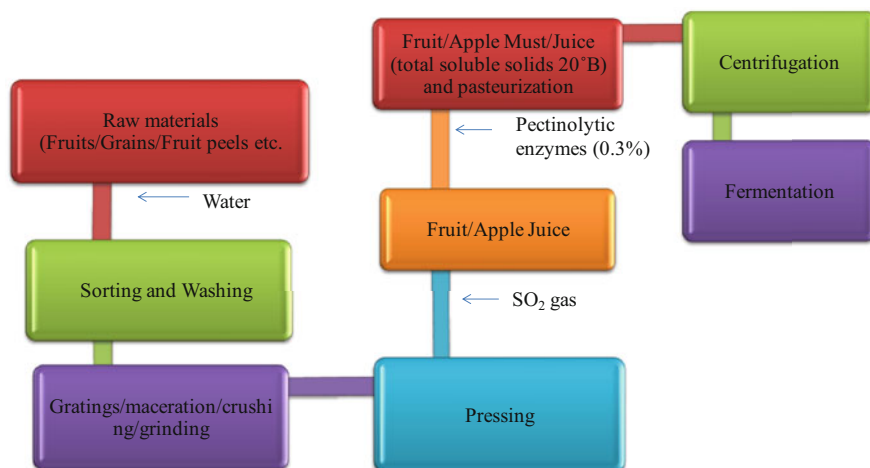 Raw materials
(Fruits/Grains/Fruit peels etc.
Water
Sorting and Washing
Gratings/maceration/crushi
ng/grinding
Pressing
SO₂ gas
Fruit/Apple Juice
Pectinolytic
enzymes (0.3%)
Fruit/Apple Must/Juice
(total soluble solids 20˚B)
and pasteurization
Centrifugation
Fermentation